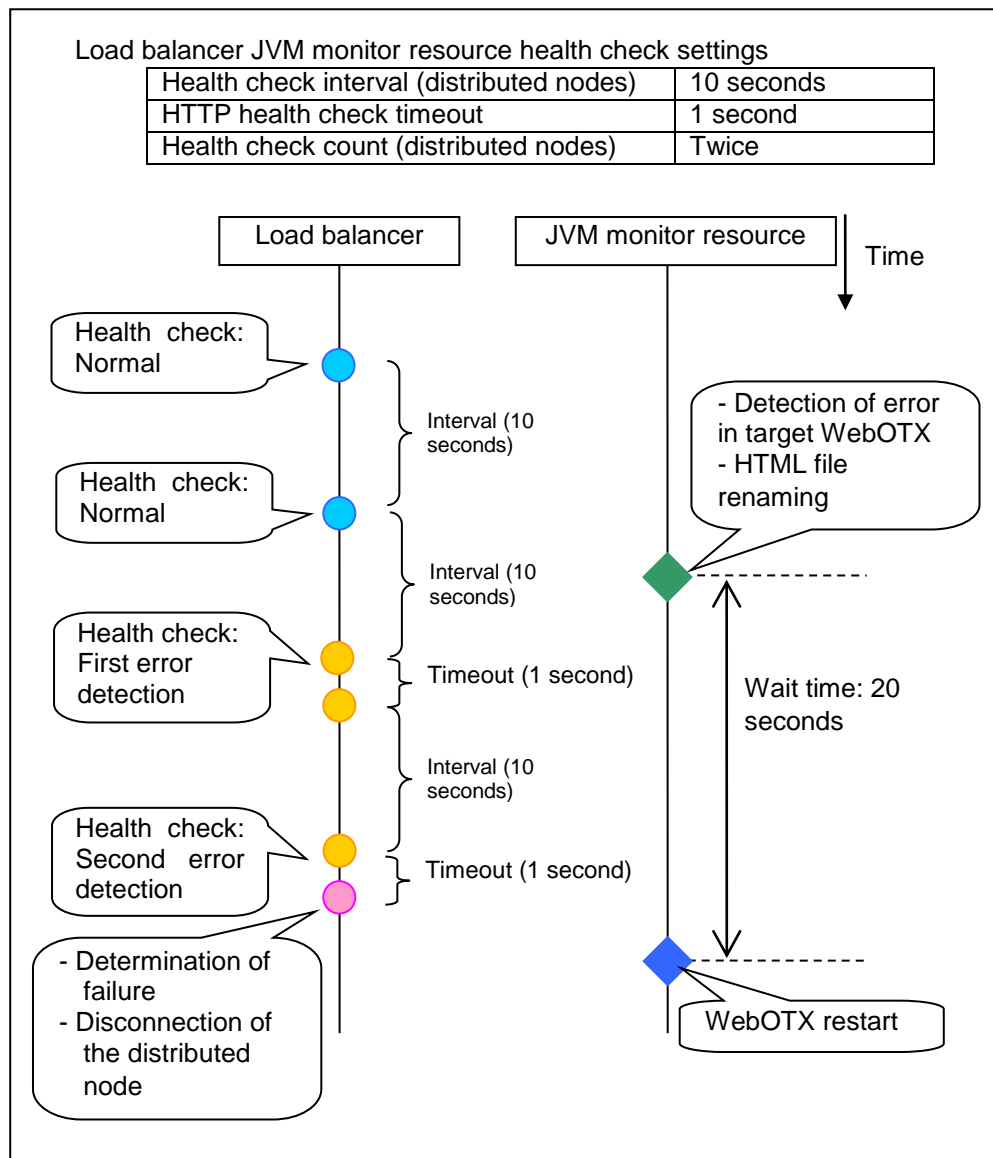 Load balancer JVM monitor resource health check settings
Health check interval (distributed nodes) 10 seconds
HTTP health check timeout 1 second
Health check count (distributed nodes) Twice
Load balancer
JVM monitor resource
Time
Health check:
Normal
Interval (10
seconds)
- Detection of error
in target WebOTX
- HTML file
renaming
Health check:
Normal
Interval (10
seconds)
Health check:
First error
detection
Timeout (1 second)
Wait time: 20
seconds
Interval (10
seconds)
Health check:
Second error
detection
Timeout (1 second)
- Determination of
failure
- Disconnection of
the distributed
node
WebOTX restart